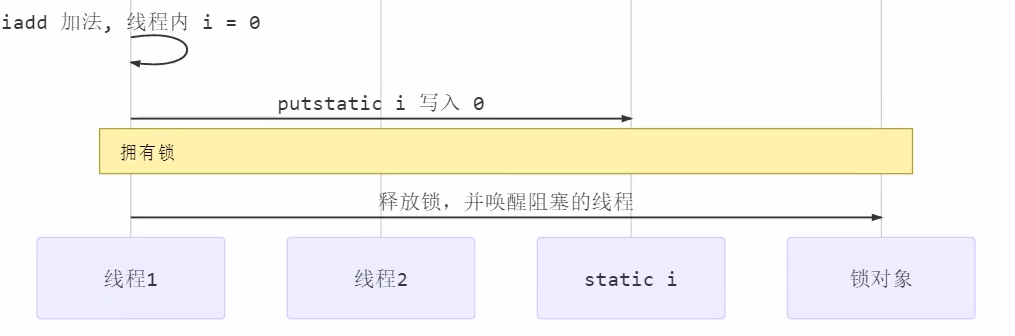 iadd 加法, 线程内 i = 0
putstatic i 写入 0
拥有锁
释放锁，并唤醒阻塞的线程
线程1
线程2
static i
锁对象